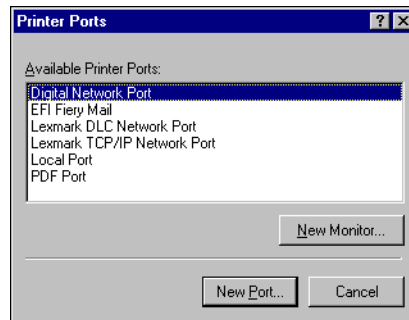 Printer Ports
Available Printer Ports:
Digital Network Port
EFI Fiery Mail
Lexmark DLC Network Port
Lexmark TCP/IP Network Port
Local Port
PDF Port
New Monitor...
New Port...
Cancel